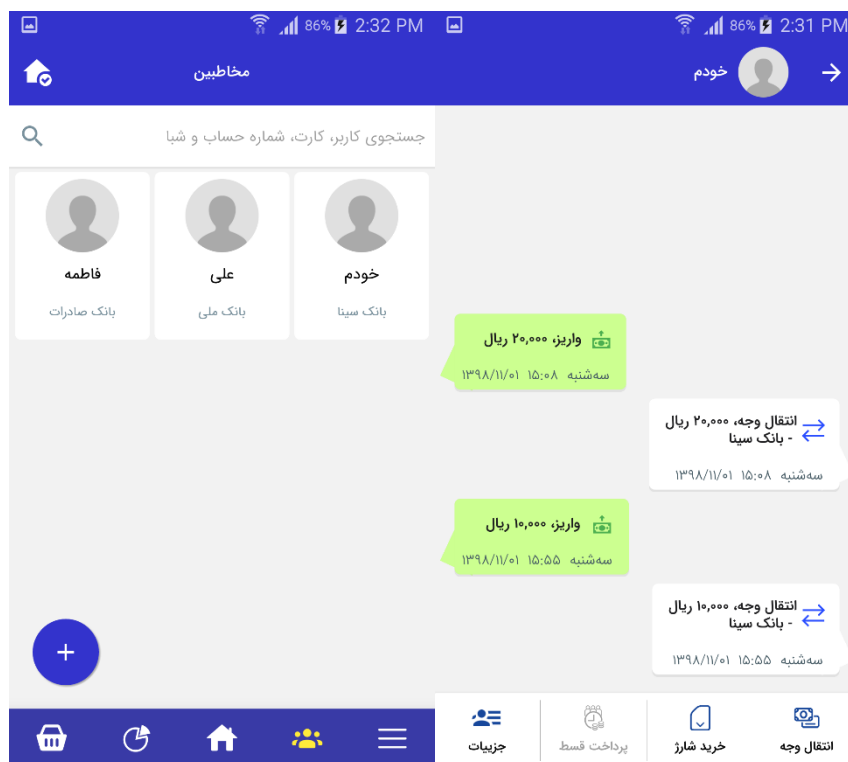 2:31 PM 86%
خودم
واریز، ۲۰,۰۰۰ ریال
سه‌شنبه ۱۵:۰۸ ۱۳۹۸/۱۱/۰۱
انتقال وجه، ۲۰,۰۰۰ ریال
- بانک سینا
سه‌شنبه ۱۵:۰۸ ۱۳۹۸/۱۱/۰۱
واریز، ۱۰,۰۰۰ ریال
سه‌شنبه ۱۵:۵۵ ۱۳۹۸/۱۱/۰۱
انتقال وجه، ۱۰,۰۰۰ ریال
- بانک سینا
سه‌شنبه ۱۵:۵۵ ۱۳۹۸/۱۱/۰۱
انتقال وجه
خرید شارژ
پرداخت قسط
جزییات
2:32 PM 86%
مخاطبین
جستجوی کاربر، کارت، شماره حساب و شبا
خودم
بانک سینا
علی
بانک ملی
فاطمه
بانک صادرات